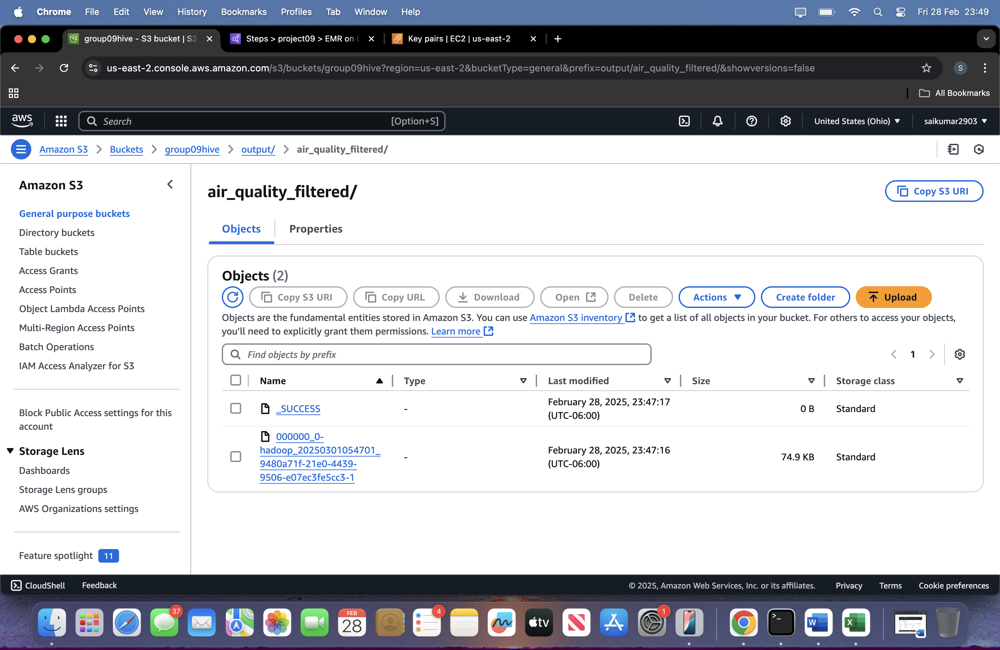 Chrome File Edit View History Bookmarks Profiles Tab Window Help Fri 28 Feb 23:49
group09hive - S3 bucket | S3 Steps > project09 > EMR on E Key pairs | EC2 | us-east-2
us-east-2.console.aws.amazon.com/s3/buckets/group09hive?region=us-east-2&bucketType=general&prefix=output/air_quality_filtered/&showversions=false S
All Bookmarks
aws Search [Option+S] United States (Ohio) saikumar2903
Amazon S3 > Buckets > group09hive > output/ > air_quality_filtered/
Amazon S3
General purpose buckets
Directory buckets
Table buckets
Access Grants
Access Points
Object Lambda Access Points
Multi-Region Access Points
Batch Operations
IAM Access Analyzer for S3
Block Public Access settings for this
account
Storage Lens
Dashboards
Storage Lens groups
AWS Organizations settings
Feature spotlight 11
air_quality_filtered/
Copy S3 URI
Objects Properties
Objects (2)
Copy S3 URI Copy URL Download Open Delete Actions Create folder Upload
Objects are the fundamental entities stored in Amazon S3. You can use Amazon S3 inventory to get a list of all objects in your bucket. For others to access your objects,
you'll need to explicitly grant them permissions. Learn more
Find objects by prefix
1
Name Type Last modified Size Storage class
_SUCCESS - February 28, 2025, 23:47:17 (UTC-06:00) 0 B Standard
000000_0-
hadoop_20250301054701_
9480a71f-21e0-4439-
9506-e07ec3fe5cc3-1
- February 28, 2025, 23:47:16 (UTC-06:00) 74.9 KB Standard
CloudShell Feedback © 2025, Amazon Web Services, Inc. or its affiliates. Privacy Terms Cookie preferences
37 FEB 28 4 tv 1 W X